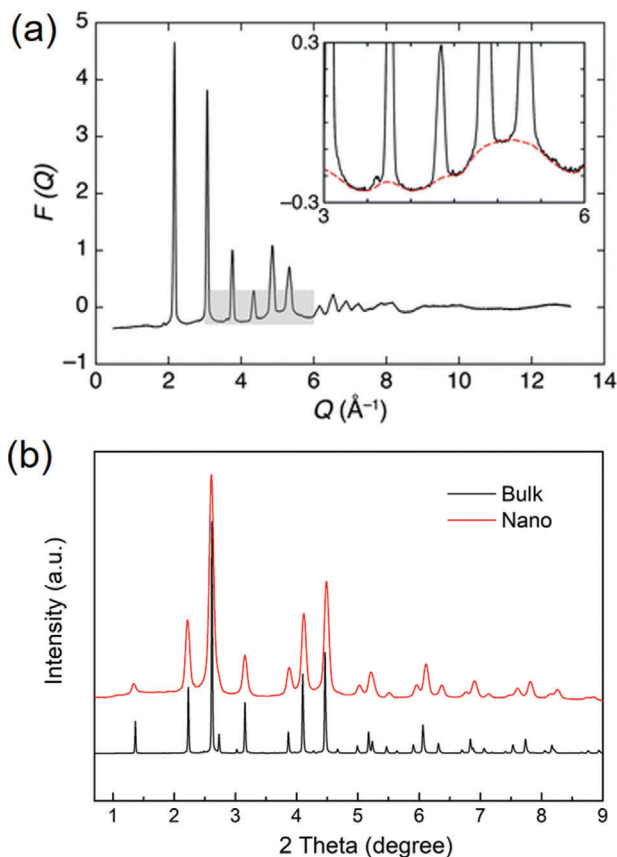 (a)
5
4
3
2
1
0
−1
F (Q)
0.3
−0.3
3
6
0 2 4 6 8 10 12 14
Q (Å⁻¹)
(b)
Bulk
Nano
Intensity (a.u.)
1 2 3 4 5 6 7 8 9
2 Theta (degree)